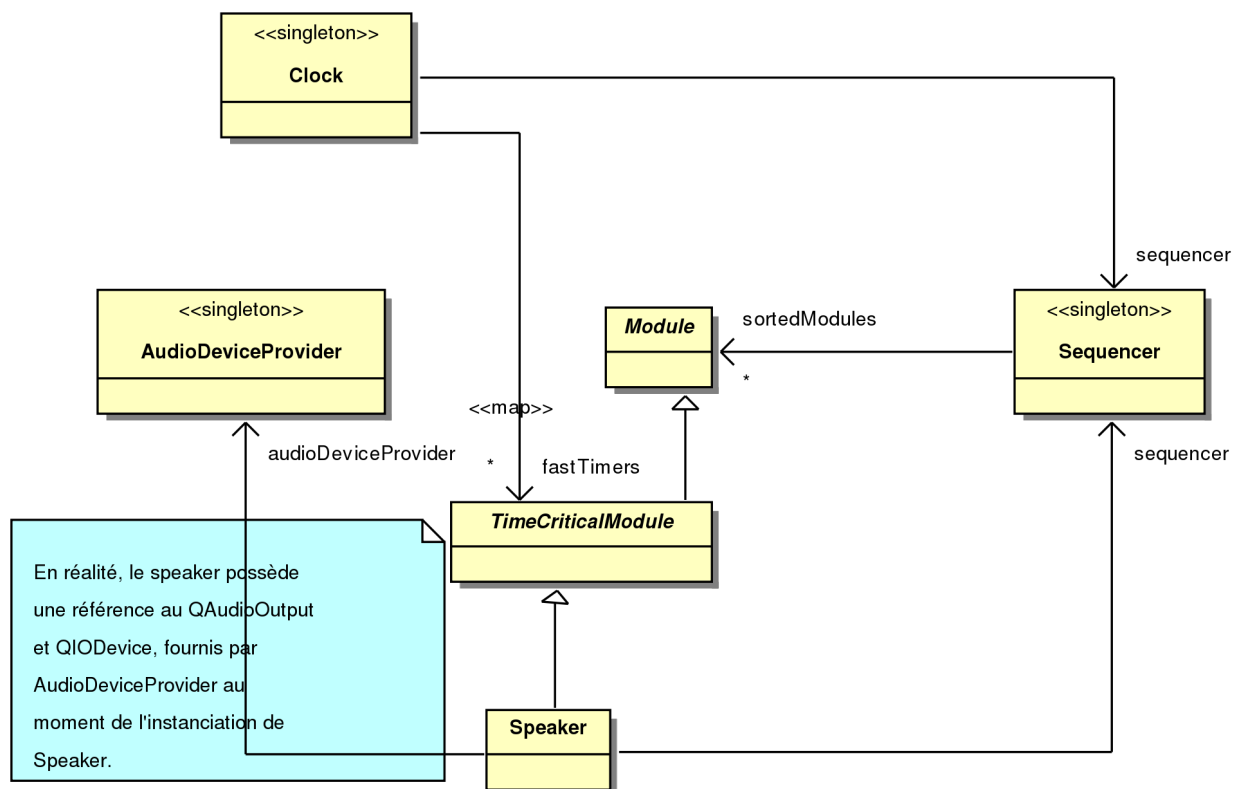 <<singleton>>
Clock
sequencer
<<singleton>>
AudioDeviceProvider
Module
sortedModules
*
<<singleton>>
Sequencer
<<map>>
audioDeviceProvider
*
fastTimers
sequencer
TimeCriticalModule
En réalité, le speaker possède
une référence au QAudioOutput
et QIODevice, fournis par
AudioDeviceProvider au
moment de l'instanciation de
Speaker.
Speaker